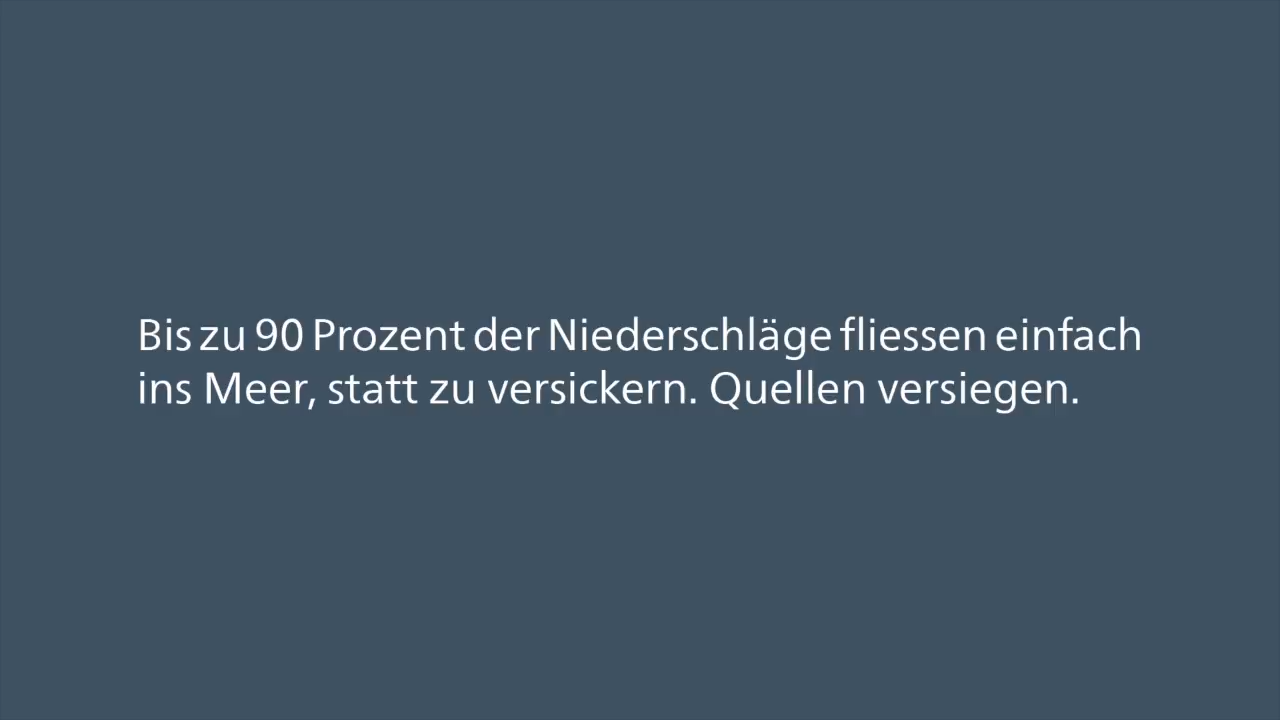 Bis zu 90 Prozent der Niederschläge fliessen einfach
ins Meer, statt zu versickern. Quellen versiegen.